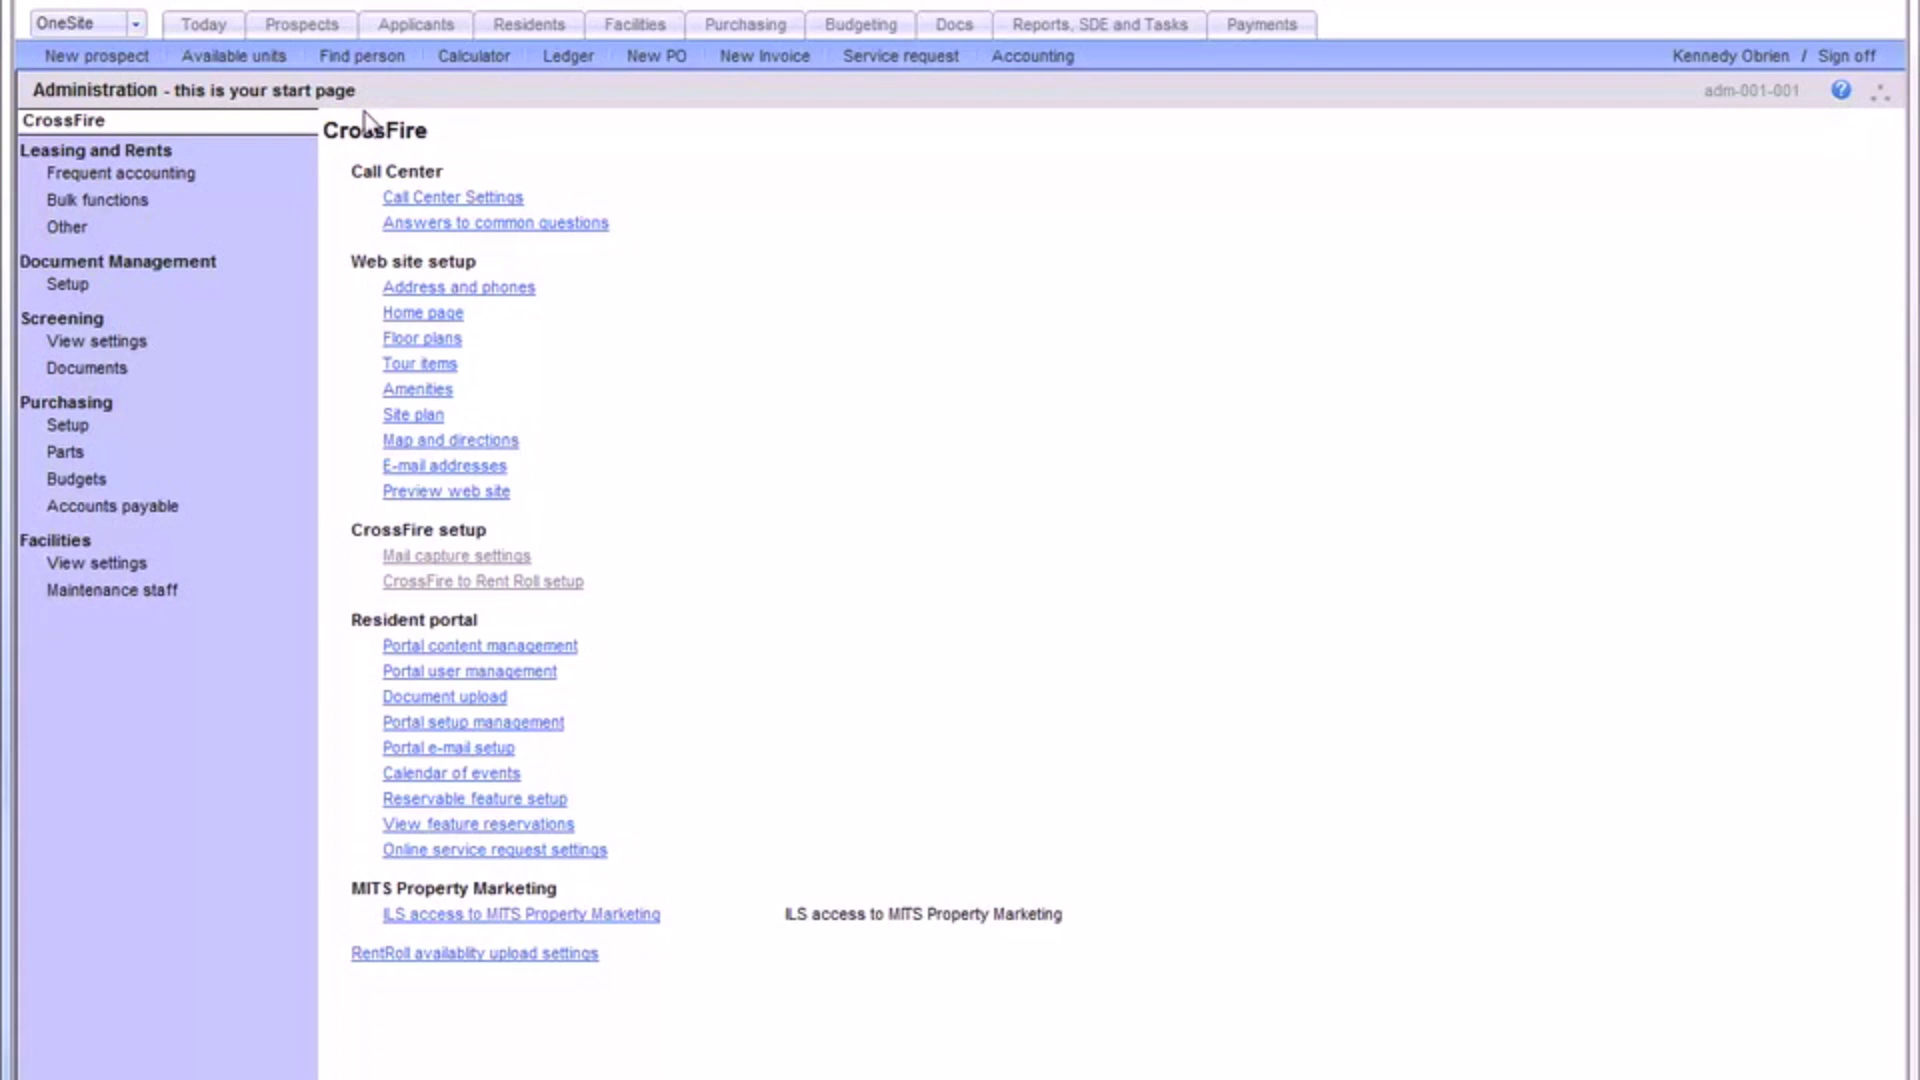 OneSite
Today
Prospects
Applicants
Residents
Facilities
Purchasing
Budgeting
Docs
Reports, SDE and Tasks
Payments
New prospect
Available units
Find person
Calculator
Ledger
New PO
New Invoice
Service request
Accounting
Kennedy Obrien / Sign off
Administration - this is your start page
adm-001-001
?
CrossFire
Leasing and Rents
Frequent accounting
Bulk functions
Other
Document Management
Setup
Screening
View settings
Documents
Purchasing
Setup
Parts
Budgets
Accounts payable
Facilities
View settings
Maintenance staff
CrossFire
Call Center
Call Center Settings
Answers to common questions
Web site setup
Address and phones
Home page
Floor plans
Tour items
Amenities
Site plan
Map and directions
E-mail addresses
Preview web site
CrossFire setup
Mail capture settings
CrossFire to Rent Roll setup
Resident portal
Portal content management
Portal user management
Document upload
Portal setup management
Portal e-mail setup
Calendar of events
Reservable feature setup
View feature reservations
Online service request settings
MITS Property Marketing
ILS access to MITS Property Marketing
ILS access to MITS Property Marketing
RentRoll availablity upload settings